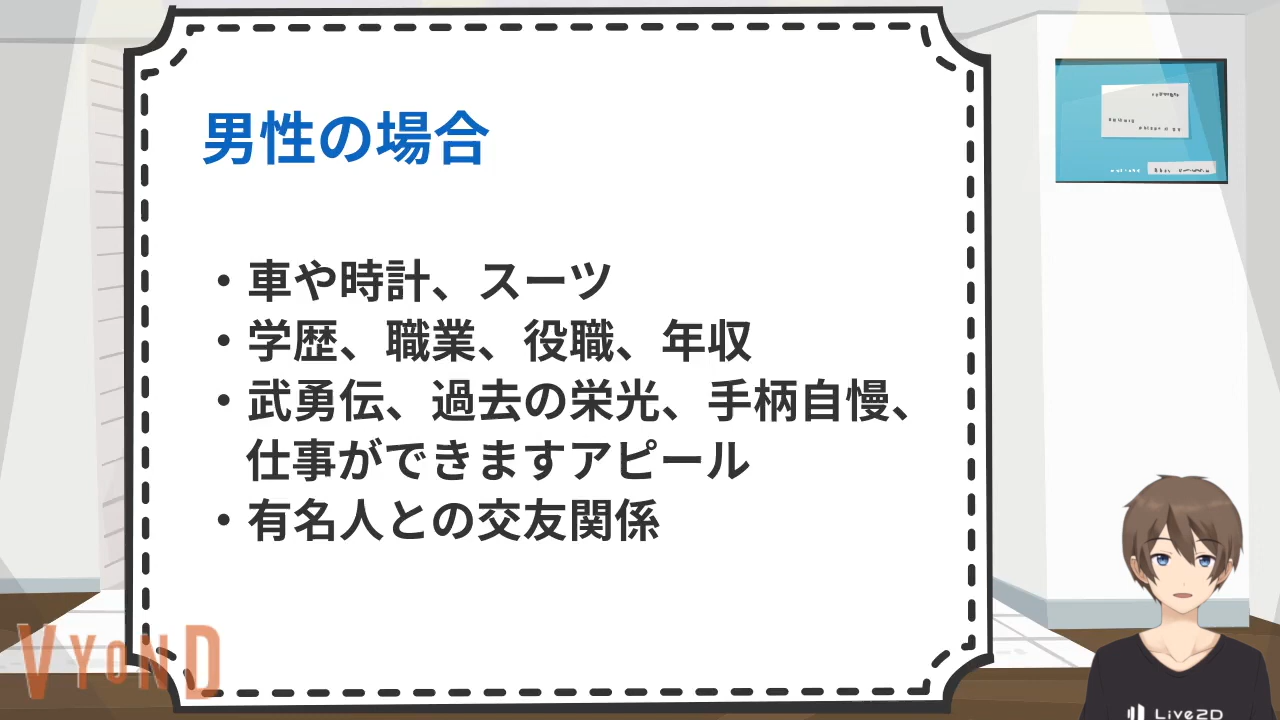 男性の場合
・車や時計、スーツ
・学歴、職業、役職、年収
・武勇伝、過去の栄光、手柄自慢、
仕事ができますアピール
・有名人との交友関係
VYOND
Live2D